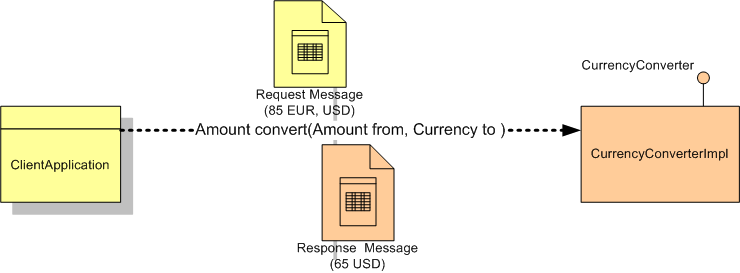 Request Message
(85 EUR, USD)
CurrencyConverter
Amount convert(Amount from, Currency to )
ClientApplication
CurrencyConverterImpl
Response  Message
(65 USD)